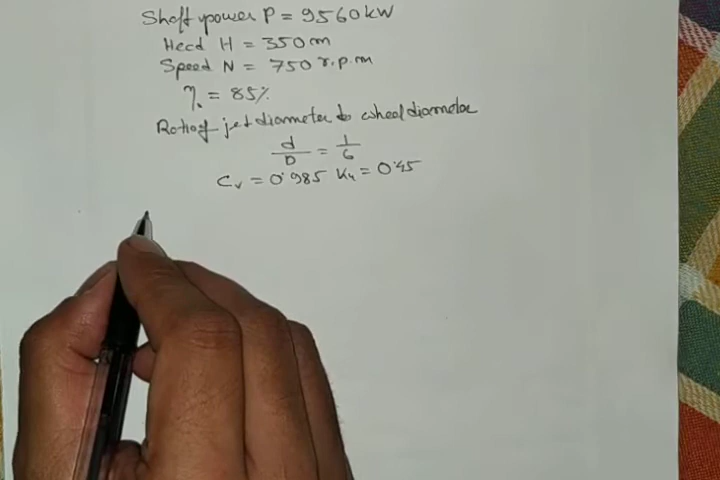 Shaft power P = 9560 kW
Head H = 350 m
Speed N = 750 r.p.m
η₀ = 85%
Ratio of jet diameter to wheel diameter
d/D = 1/6
Cv = 0.985 Ku = 0.45